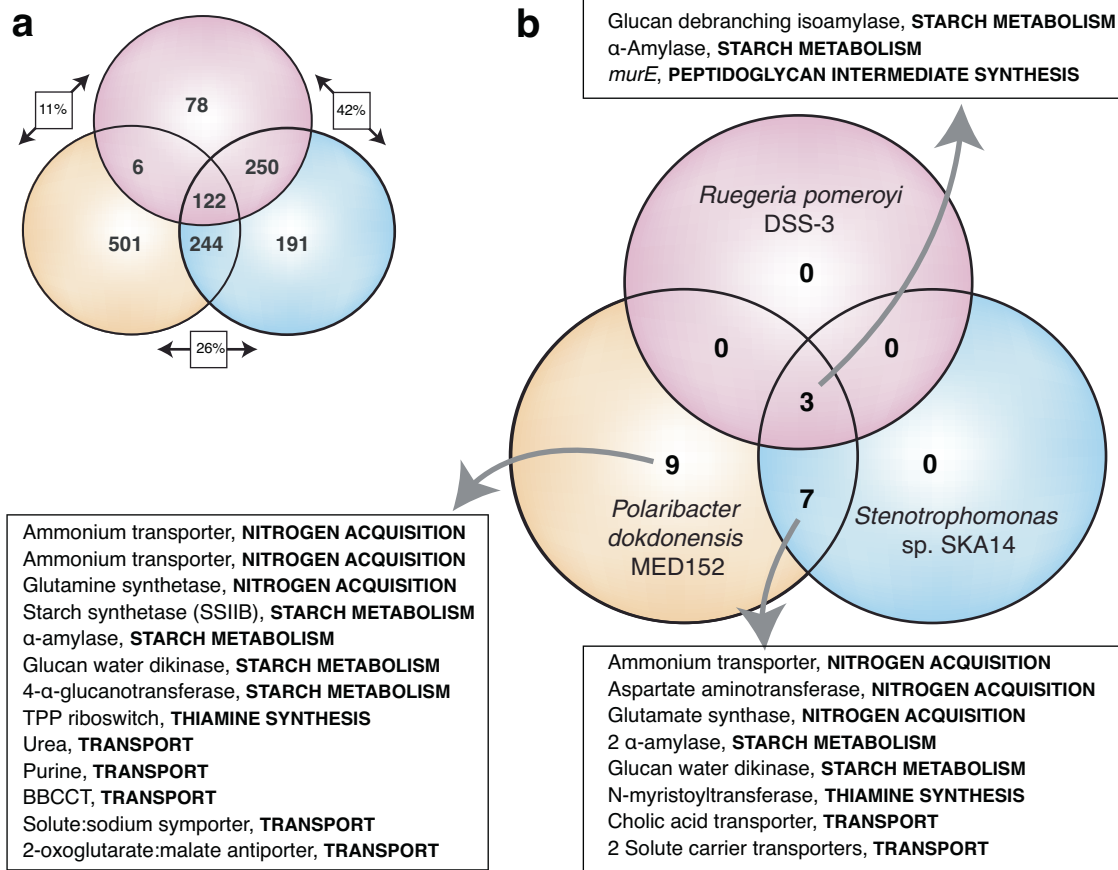 a
78
11%
42%
6
250
122
501
244
191
26%
b
Glucan debranching isoamylase, STARCH METABOLISM
α-Amylase, STARCH METABOLISM
murE, PEPTIDOGLYCAN INTERMEDIATE SYNTHESIS
Ruegeria pomeroyi
DSS-3
0
0
0
3
9
0
7
Polaribacter
dokdonensis
MED152
Stenotrophomonas
sp. SKA14
Ammonium transporter, NITROGEN ACQUISITION
Ammonium transporter, NITROGEN ACQUISITION
Glutamine synthetase, NITROGEN ACQUISITION
Starch synthetase (SSIIB), STARCH METABOLISM
α-amylase, STARCH METABOLISM
Glucan water dikinase, STARCH METABOLISM
4-α-glucanotransferase, STARCH METABOLISM
TPP riboswitch, THIAMINE SYNTHESIS
Urea, TRANSPORT
Purine, TRANSPORT
BBCCT, TRANSPORT
Solute:sodium symporter, TRANSPORT
2-oxoglutarate:malate antiporter, TRANSPORT
Ammonium transporter, NITROGEN ACQUISITION
Aspartate aminotransferase, NITROGEN ACQUISITION
Glutamate synthase, NITROGEN ACQUISITION
2 α-amylase, STARCH METABOLISM
Glucan water dikinase, STARCH METABOLISM
N-myristoyltransferase, THIAMINE SYNTHESIS
Cholic acid transporter, TRANSPORT
2 Solute carrier transporters, TRANSPORT